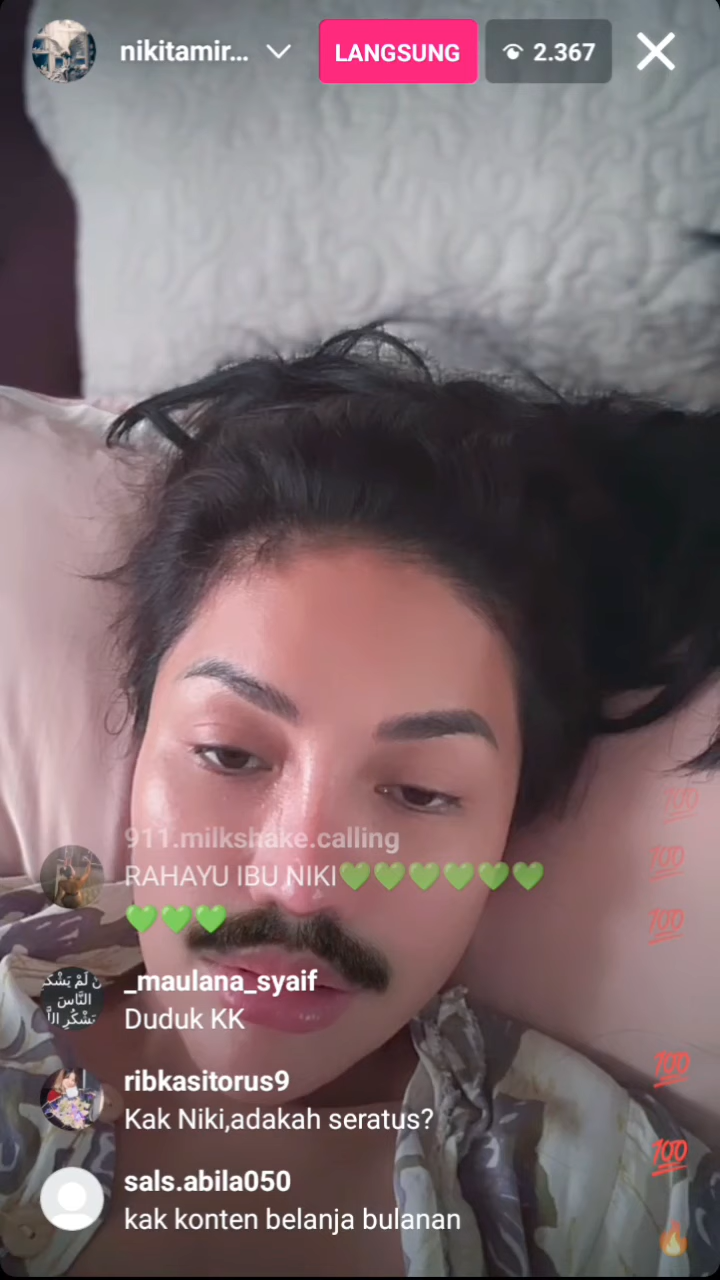 nikitamir...
LANGSUNG
2.367
911.milkshake.calling
RAHAYU IBU NIKI💚💚💚💚💚💚
💚💚💚
_maulana_syaif
Duduk KK
ribkasitorus9
Kak Niki,adakah seratus?
sals.abila050
kak konten belanja bulanan
💯
💯
💯
💯
💯